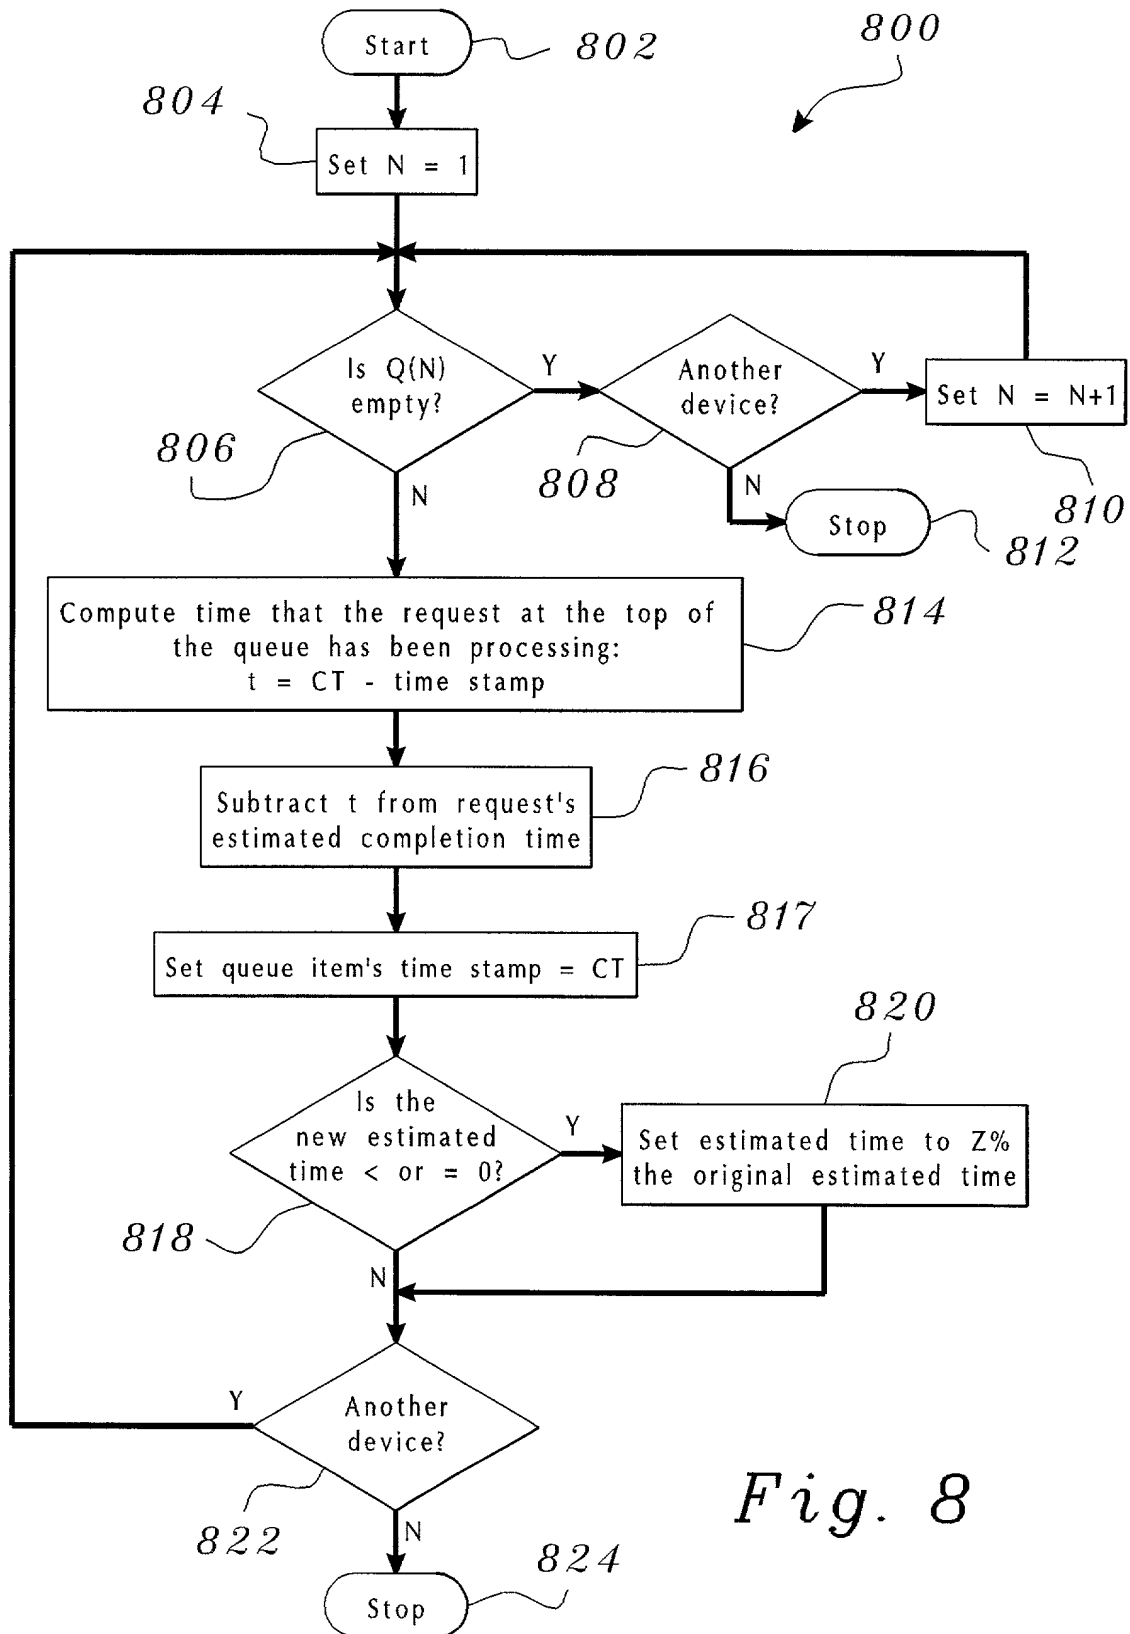 Start
802
800
804
Set N = 1
Is Q(N)
empty?
Y
Another
device?
Y
Set N = N+1
806
N
808
N
810
Stop
812
Compute time that the request at the top of
the queue has been processing:
t = CT - time stamp
814
816
Subtract t from request's
estimated completion time
817
Set queue item's time stamp = CT
820
Is the
new estimated
time < or = 0?
Y
Set estimated time to Z%
the original estimated time
818
N
Y
Another
device?
822
N
824
Stop
Fig. 8